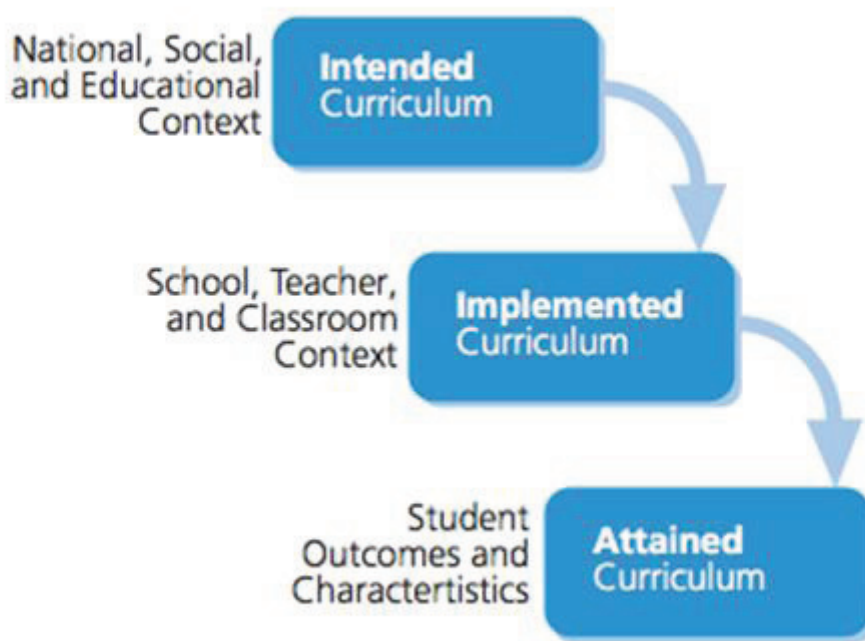 National, Social,
and Educational
Context
Intended
Curriculum
School, Teacher,
and Classroom
Context
Implemented
Curriculum
Student
Outcomes and
Charactertistics
Attained
Curriculum